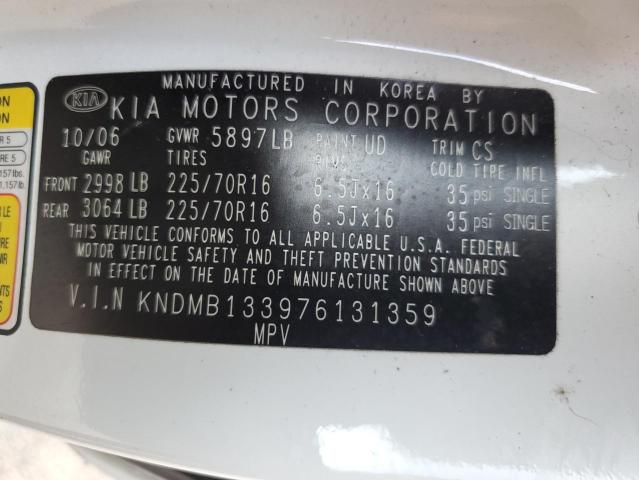 MANUFACTURED IN KOREA BY
KIA KIA MOTORS CORPORATION
10/06 GVWR 5897LB PAINT UD TRIM CS
GAWR TIRES RIMS COLD TIRE INFL
FRONT 2998 LB 225/70R16 6.5Jx16 35 psi SINGLE
REAR 3064 LB 225/70R16 6.5Jx16 35 psi SINGLE
THIS VEHICLE CONFORMS TO ALL APPLICABLE U.S.A. FEDERAL
MOTOR VEHICLE SAFETY AND THEFT PREVENTION STANDARDS
IN EFFECT ON THE DATE OF MANUFACTURE SHOWN ABOVE
V.I.N KNDMB133976131359
MPV